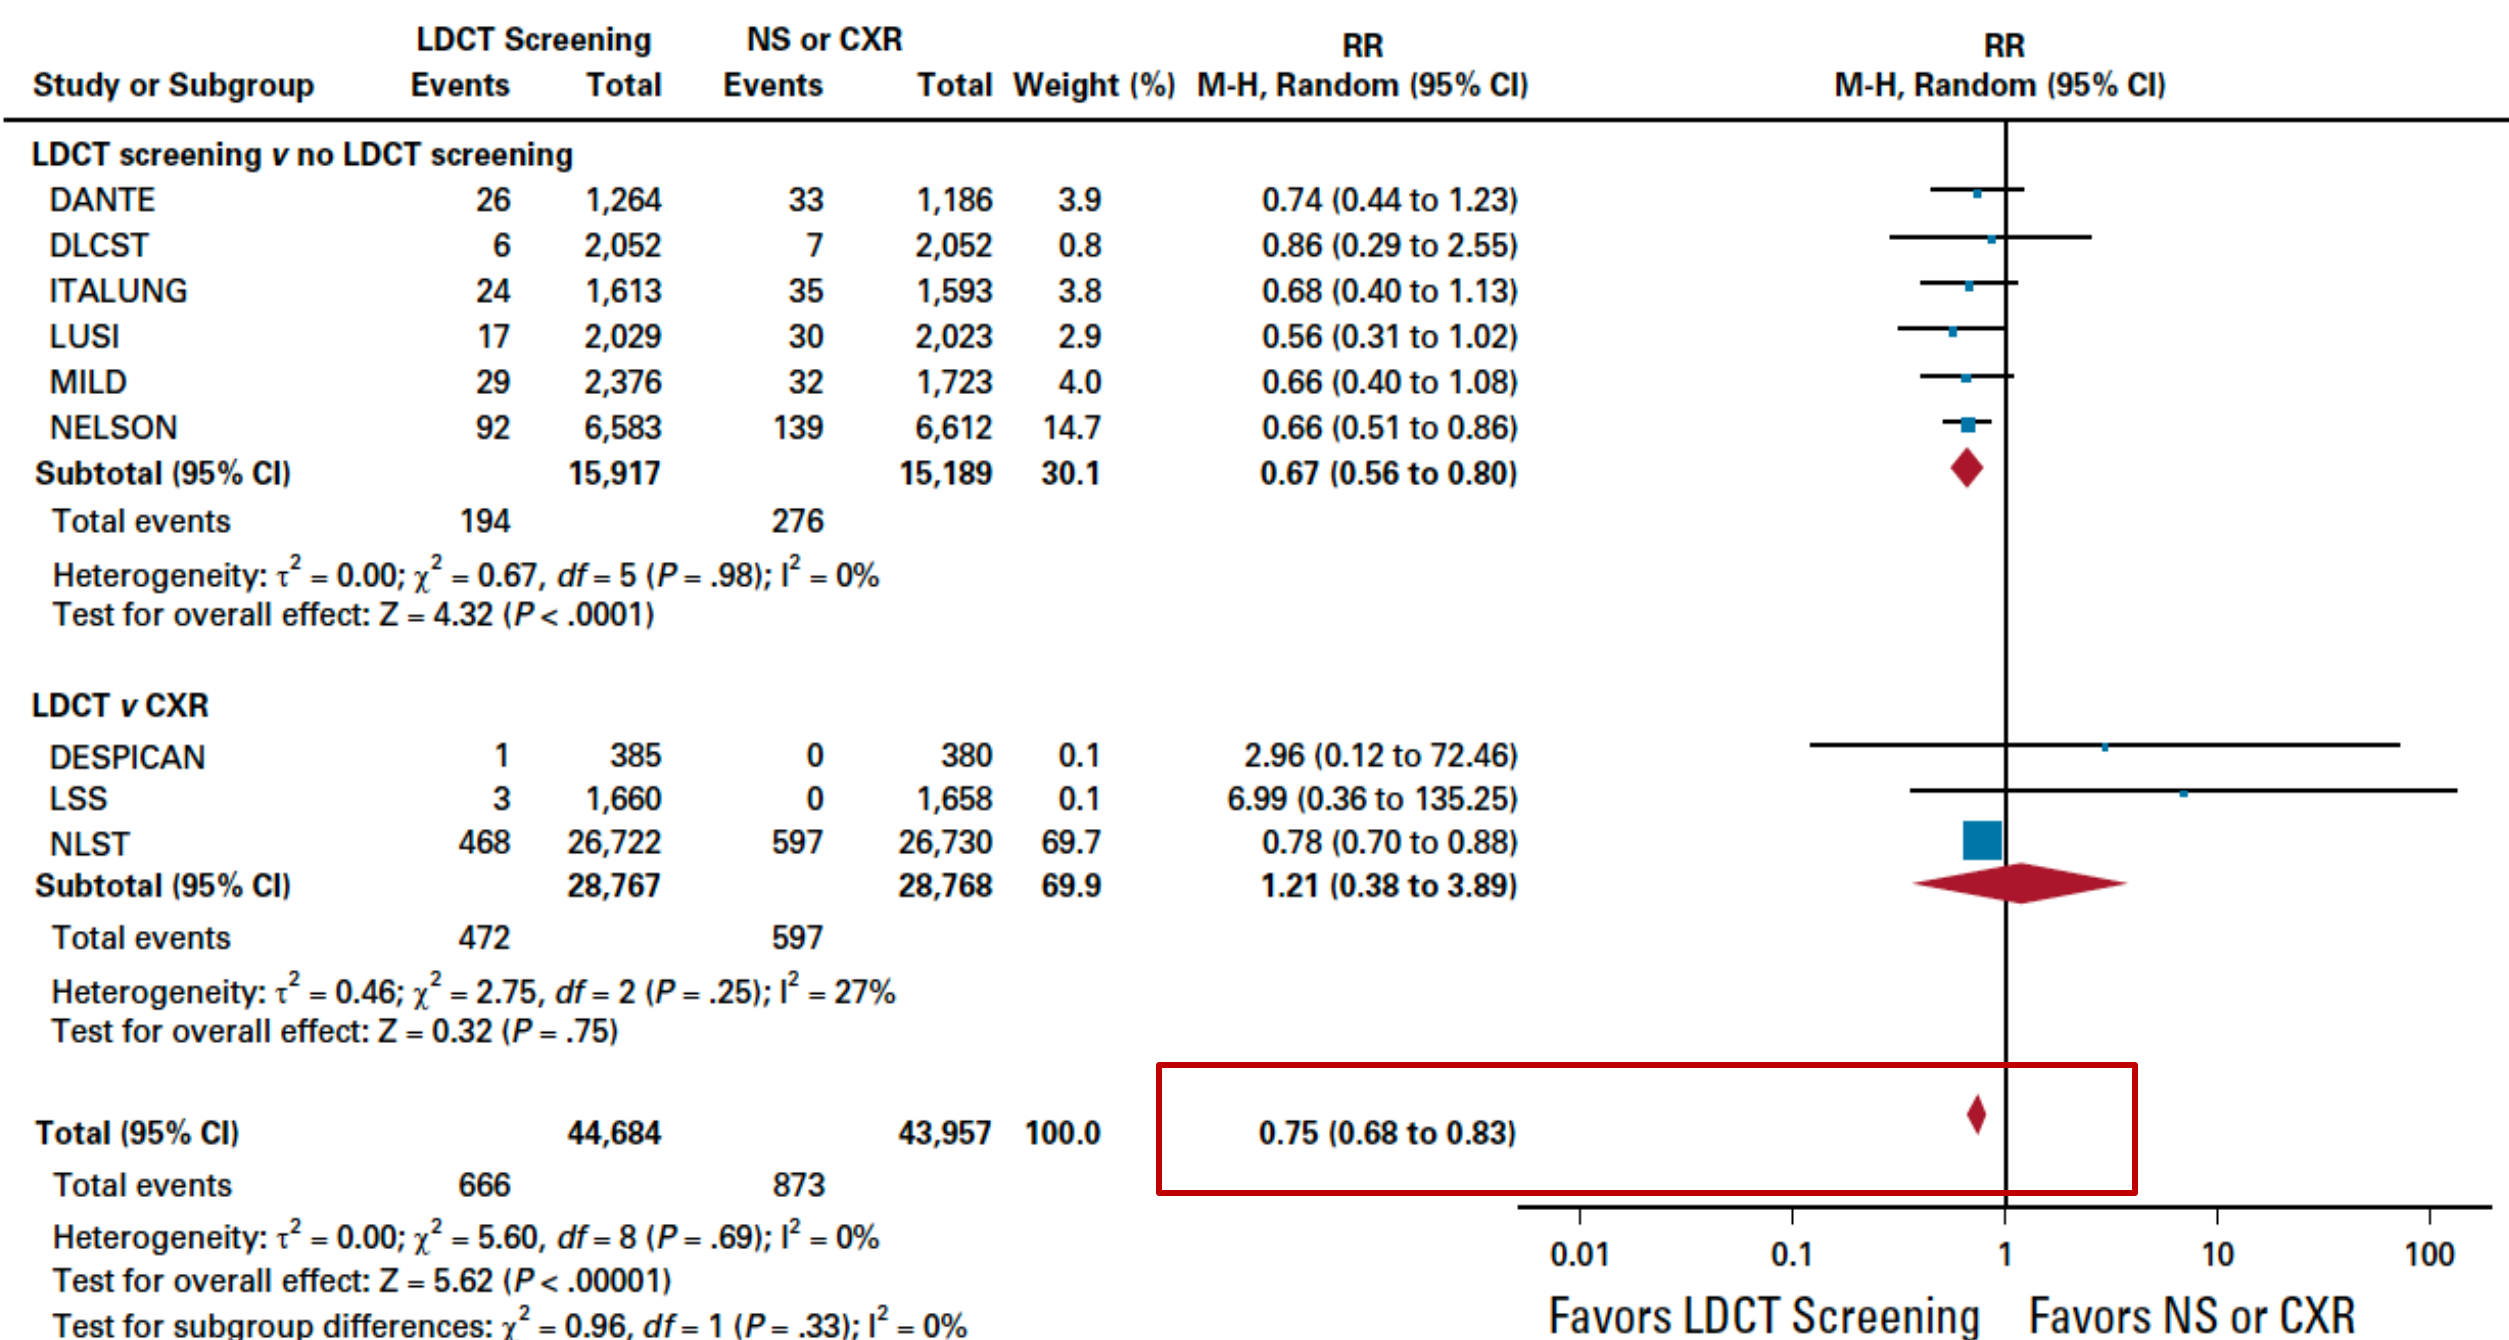 LDCT Screening NS or CXR RR RR
Study or Subgroup Events Total Events Total Weight (%) M-H, Random (95% CI) M-H, Random (95% CI)
LDCT screening v no LDCT screening
DANTE 26 1,264 33 1,186 3.9 0.74 (0.44 to 1.23)
DLCST 6 2,052 7 2,052 0.8 0.86 (0.29 to 2.55)
ITALUNG 24 1,613 35 1,593 3.8 0.68 (0.40 to 1.13)
LUSI 17 2,029 30 2,023 2.9 0.56 (0.31 to 1.02)
MILD 29 2,376 32 1,723 4.0 0.66 (0.40 to 1.08)
NELSON 92 6,583 139 6,612 14.7 0.66 (0.51 to 0.86)
Subtotal (95% CI) 15,917 15,189 30.1 0.67 (0.56 to 0.80)
Total events 194 276
Heterogeneity: τ² = 0.00; χ² = 0.67, df = 5 (P = .98); I² = 0%
Test for overall effect: Z = 4.32 (P < .0001)
LDCT v CXR
DESPICAN 1 385 0 380 0.1 2.96 (0.12 to 72.46)
LSS 3 1,660 0 1,658 0.1 6.99 (0.36 to 135.25)
NLST 468 26,722 597 26,730 69.7 0.78 (0.70 to 0.88)
Subtotal (95% CI) 28,767 28,768 69.9 1.21 (0.38 to 3.89)
Total events 472 597
Heterogeneity: τ² = 0.46; χ² = 2.75, df = 2 (P = .25); I² = 27%
Test for overall effect: Z = 0.32 (P = .75)
Total (95% CI) 44,684 43,957 100.0 0.75 (0.68 to 0.83)
Total events 666 873
Heterogeneity: τ² = 0.00; χ² = 5.60, df = 8 (P = .69); I² = 0%
Test for overall effect: Z = 5.62 (P < .00001)
Test for subgroup differences: χ² = 0.96, df = 1 (P = .33); I² = 0%
0.01 0.1 1 10 100
Favors LDCT Screening Favors NS or CXR